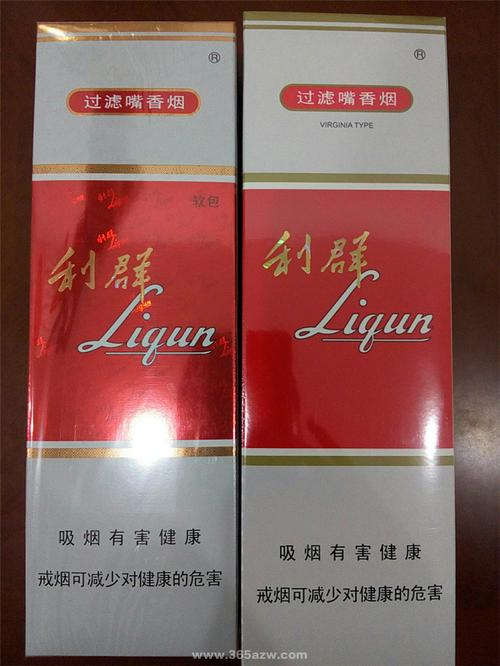 ®
过滤嘴香烟
软包
利群
Liqun
吸烟有害健康
戒烟可减少对健康的危害
®
过滤嘴香烟
VIRGINIA TYPE
利群
Liqun
吸烟有害健康
戒烟可减少对健康的危害
www.365azw.com